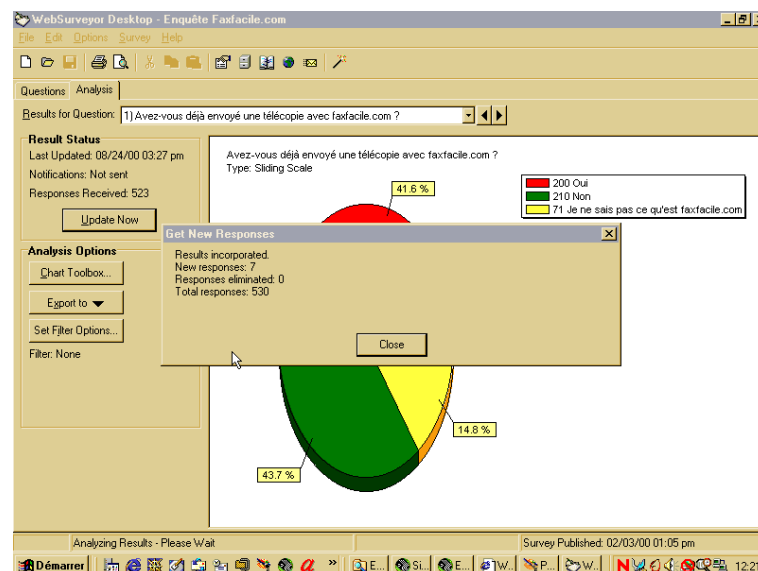 WebSurveyor Desktop - Enquête Faxfacile.com
File Edit Options Survey Help
Questions Analysis
Results for Question: 1) Avez-vous déjà envoyé une télécopie avec faxfacile.com ?
Result Status
Last Updated: 08/24/00 03:27 pm
Notifications: Not sent
Responses Received: 523
Update Now
Analysis Options
Chart Toolbox...
Export to
Set Filter Options...
Filter: None
Avez-vous déjà envoyé une télécopie avec faxfacile.com ?
Type: Sliding Scale
41.6 %
200 Oui
210 Non
71 Je ne sais pas ce qu'est faxfacile.com
Get New Responses
Results incorporated.
New responses: 7
Responses eliminated: 0
Total responses: 530
Close
14.8 %
43.7 %
Analyzing Results - Please Wait
Survey Published: 02/03/00 01:05 pm
Démarrer » E... Si... E... W... P... W... 12:21